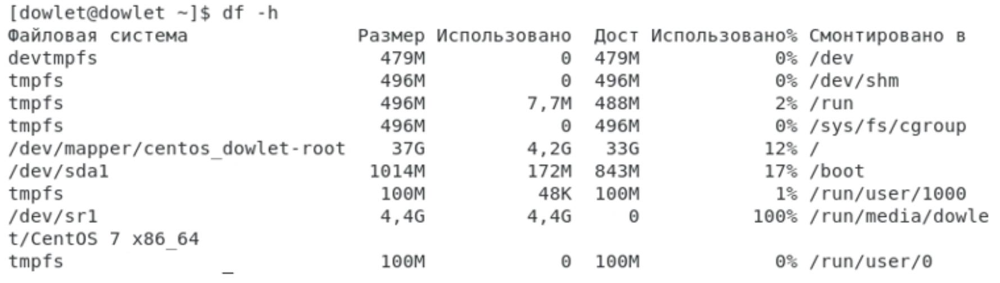 [dowlet@dowlet ~]$ df -h
Файловая система                Размер Использовано  Дост Использовано% Смонтировано в
devtmpfs                          479M            0  479M            0% /dev
tmpfs                             496M            0  496M            0% /dev/shm
tmpfs                             496M         7,7M  488M            2% /run
tmpfs                             496M            0  496M            0% /sys/fs/cgroup
/dev/mapper/centos_dowlet-root     37G         4,2G   33G           12% /
/dev/sda1                        1014M         172M  843M           17% /boot
tmpfs                             100M          48K  100M            1% /run/user/1000
/dev/sr1                          4,4G         4,4G     0          100% /run/media/dowle
t/CentOS 7 x86_64
tmpfs                             100M            0  100M            0% /run/user/0